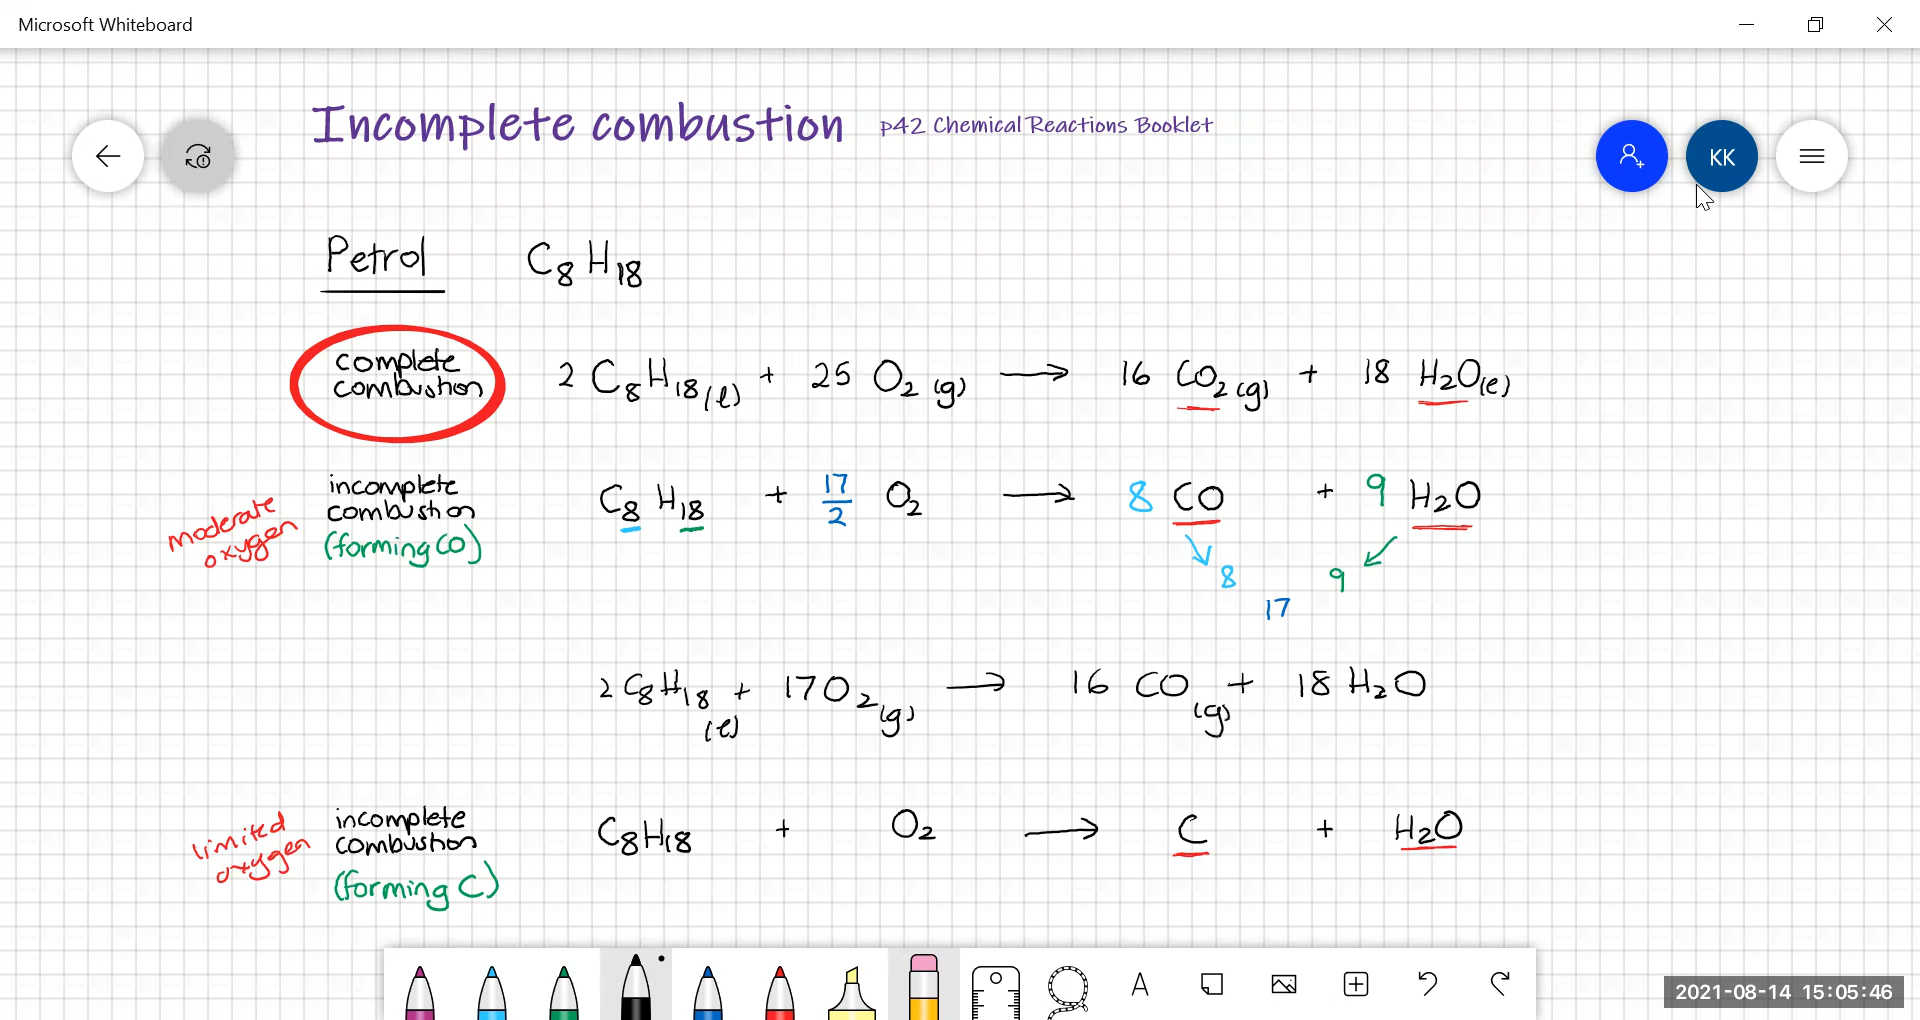 Microsoft Whiteboard
Incomplete combustion p42 Chemical Reactions Booklet
KK
Petrol C₈H₁₈
complete
combustion
2 C₈H₁₈(l) + 25 O₂(g) → 16 CO₂(g) + 18 H₂O(l)
moderate
oxygen
incomplete
combustion
(forming CO)
C₈H₁₈ + 17/2 O₂ → 8 CO + 9 H₂O
8 9
17
2 C₈H₁₈(l) + 17 O₂(g) → 16 CO(g) + 18 H₂O
limited
oxygen
incomplete
combustion
(forming C)
C₈H₁₈ + O₂ → C + H₂O
A
2021-08-14 15:05:46